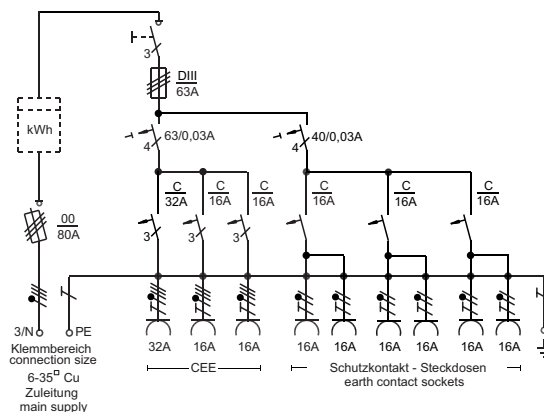 3
DIII
63A
kWh
63/0,03A
4
40/0,03A
4
C
32A
C
16A
C
16A
C
16A
C
16A
C
16A
00
80A
3
3
3
3/N
PE
32A
16A
16A
16A
16A
16A
16A
16A
16A
Klemmbereich
connection size
6-35□ Cu
Zuleitung
main supply
CEE
Schutzkontakt - Steckdosen
earth contact sockets